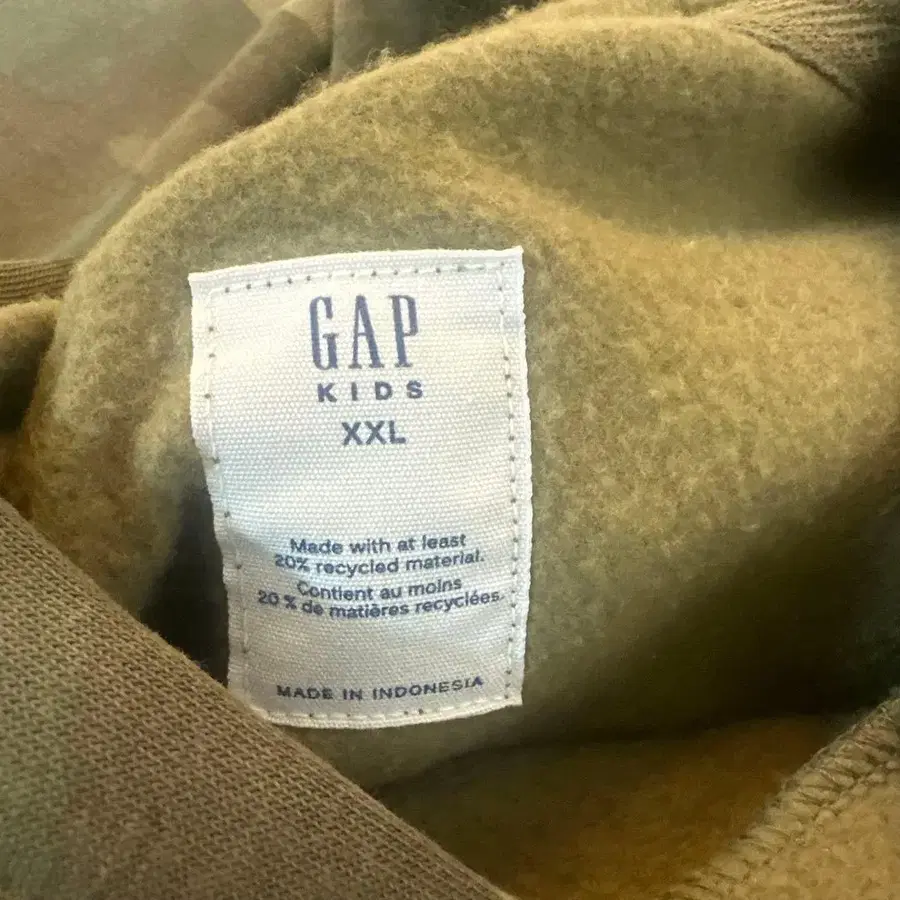 GAP
KIDS
XXL
Made with at least
20% recycled material.
Contient au moins
20 % de matières recyclées.
MADE IN INDONESIA